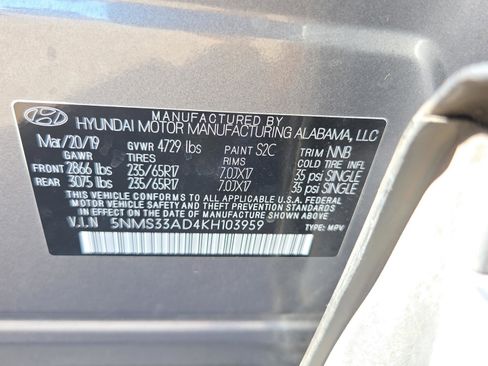 MANUFACTURED BY
HYUNDAI MOTOR MANUFACTURING ALABAMA, LLC
Mar/20/19 GVWR 4729 lbs PAINT S2C TRIM NNB
GAWR TIRES RIMS COLD TIRE INFL.
FRONT 2866 lbs 235/65R17 7.0JX17 35 psi SINGLE
REAR 3075 lbs 235/65R17 7.0JX17 35 psi SINGLE
THIS VEHICLE CONFORMS TO ALL APPLICABLE U.S.A. FEDERAL
MOTOR VEHICLE SAFETY STANDARDS IN EFFECT ON THE DATE OF MANUFACTURE SHOWN ABOVE.
V.I.N 5NMS33AD4KH103959
TYPE: MPV